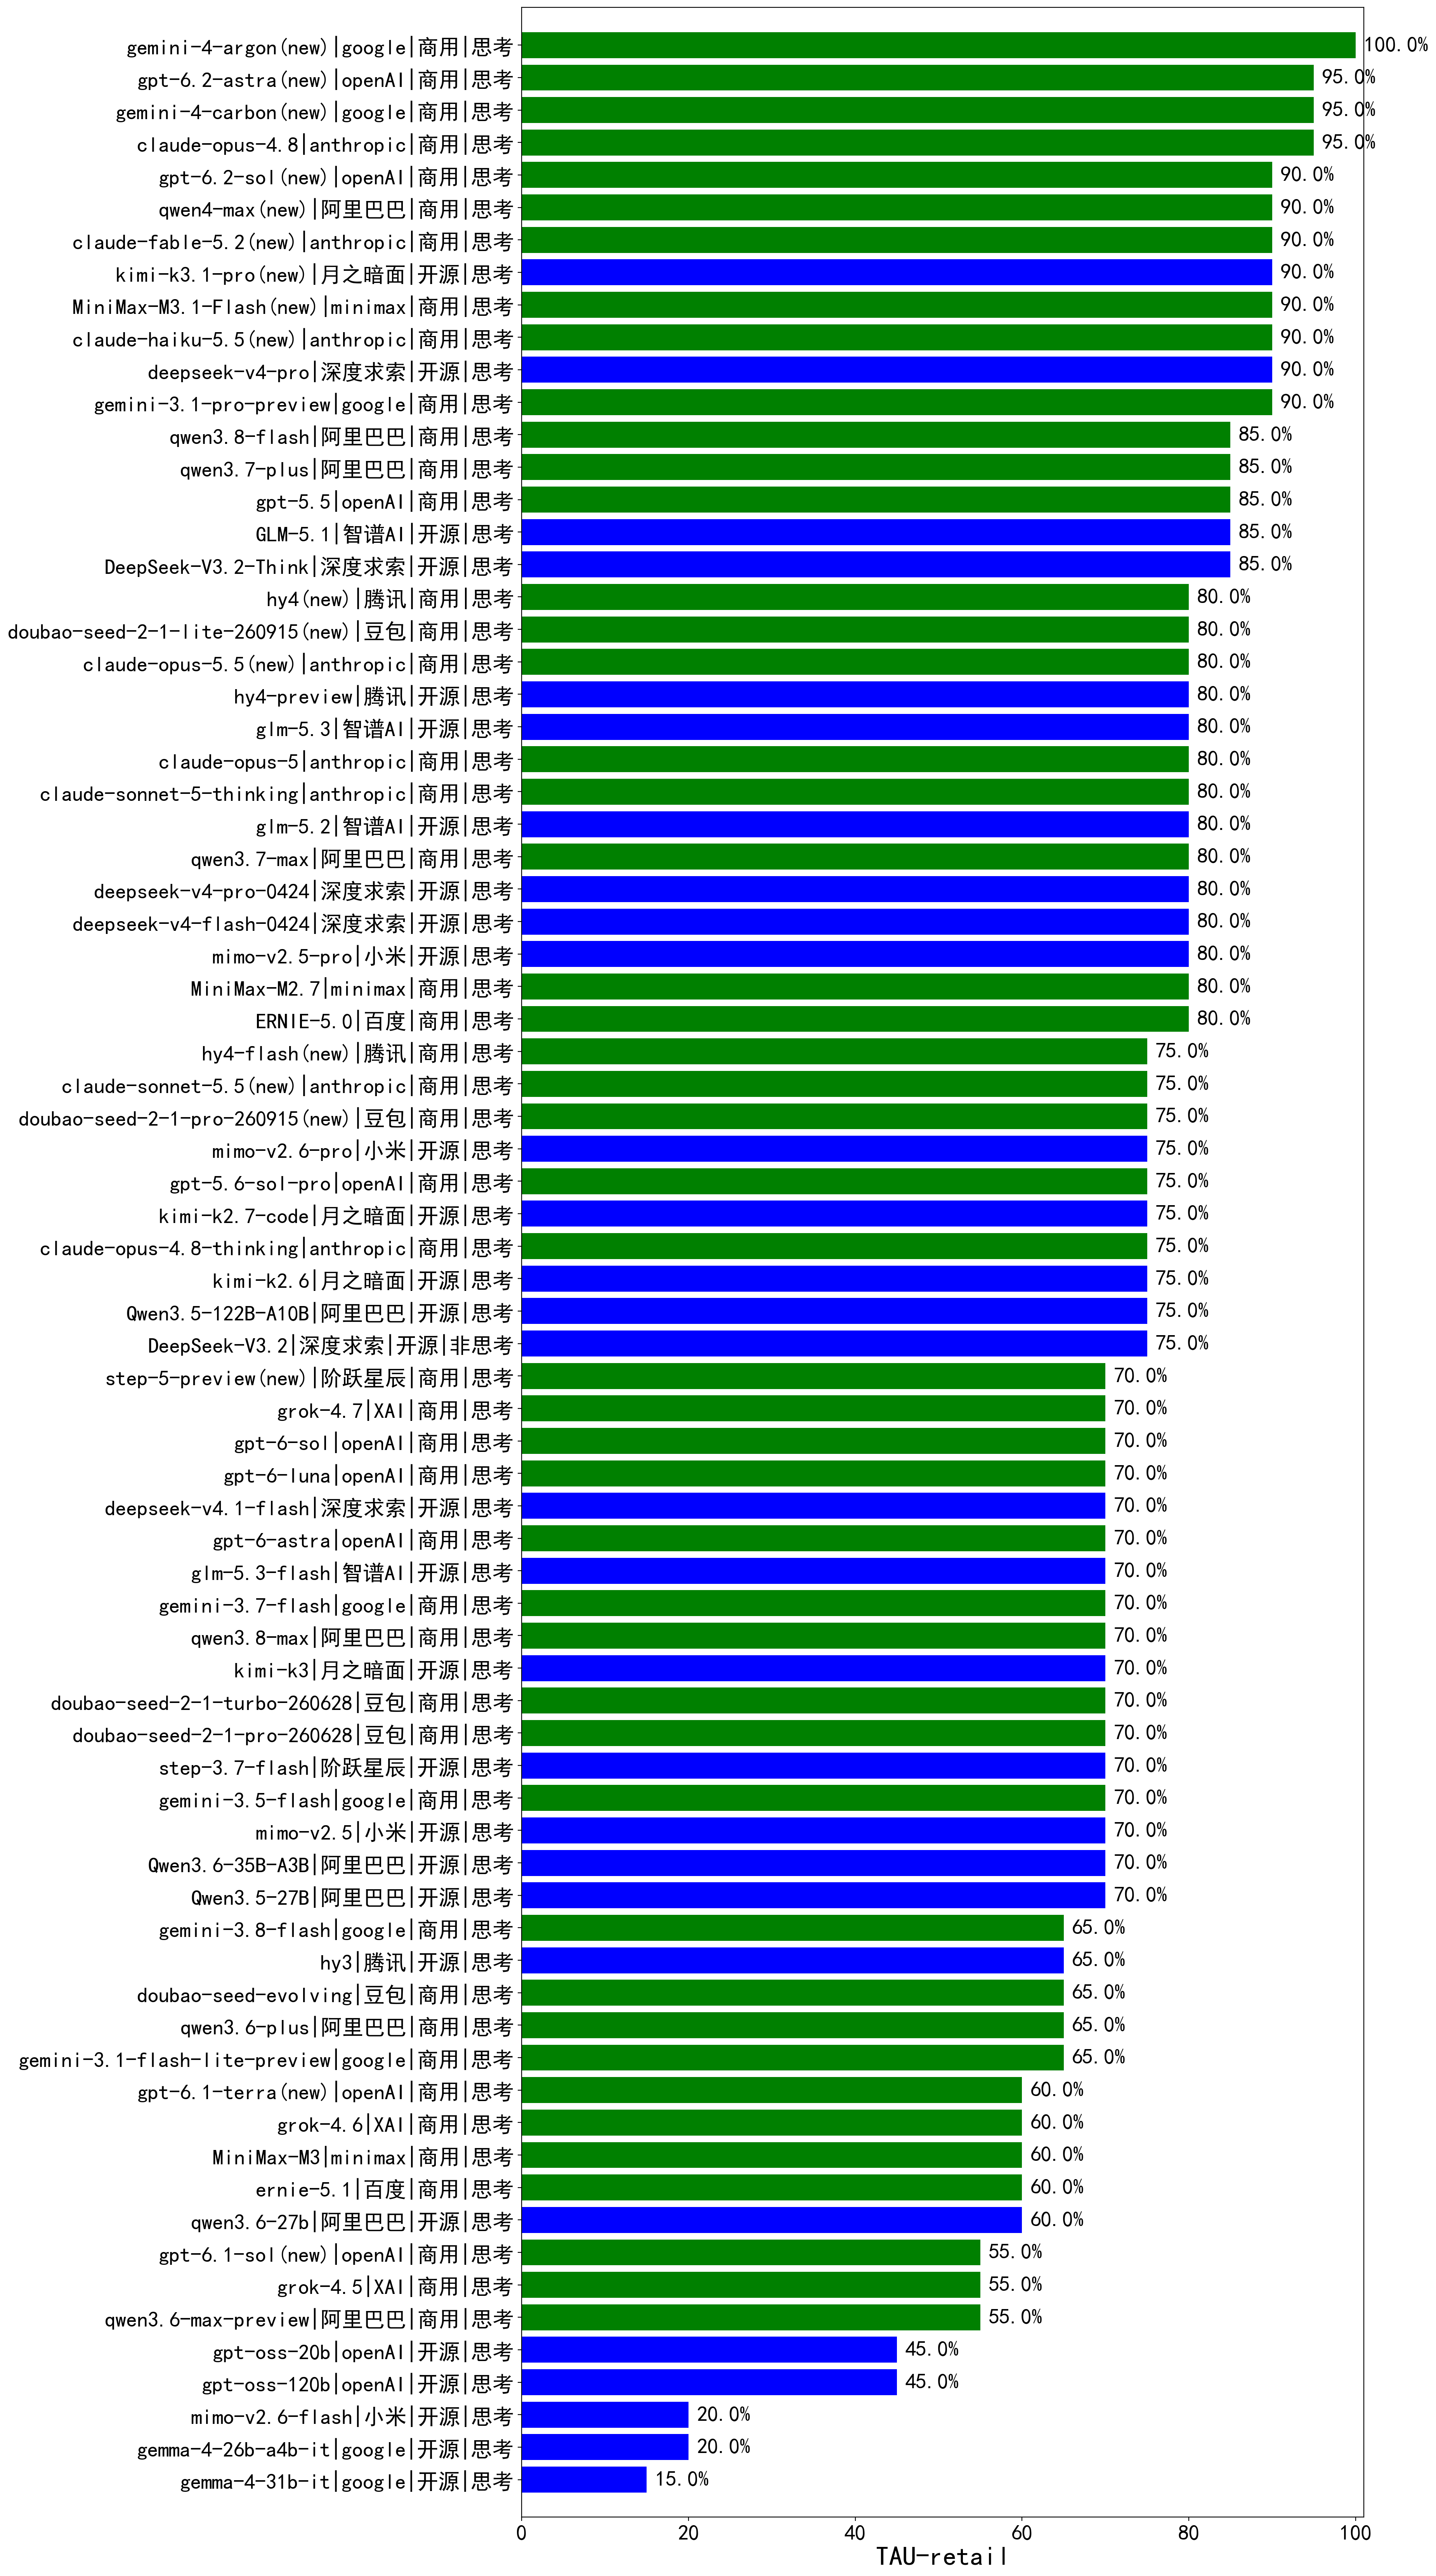 gemini-4-argon(new)|google|商用|思考 100.0%
gpt-6.2-astra(new)|openAI|商用|思考 95.0%
gemini-4-carbon(new)|google|商用|思考 95.0%
claude-opus-4.8|anthropic|商用|思考 95.0%
gpt-6.2-sol(new)|openAI|商用|思考 90.0%
qwen4-max(new)|阿里巴巴|商用|思考 90.0%
claude-fable-5.2(new)|anthropic|商用|思考 90.0%
kimi-k3.1-pro(new)|月之暗面|开源|思考 90.0%
MiniMax-M3.1-Flash(new)|minimax|商用|思考 90.0%
claude-haiku-5.5(new)|anthropic|商用|思考 90.0%
deepseek-v4-pro|深度求索|开源|思考 90.0%
gemini-3.1-pro-preview|google|商用|思考 90.0%
qwen3.8-flash|阿里巴巴|商用|思考 85.0%
qwen3.7-plus|阿里巴巴|商用|思考 85.0%
gpt-5.5|openAI|商用|思考 85.0%
GLM-5.1|智谱AI|开源|思考 85.0%
DeepSeek-V3.2-Think|深度求索|开源|思考 85.0%
hy4(new)|腾讯|商用|思考 80.0%
doubao-seed-2-1-lite-260915(new)|豆包|商用|思考 80.0%
claude-opus-5.5(new)|anthropic|商用|思考 80.0%
hy4-preview|腾讯|开源|思考 80.0%
glm-5.3|智谱AI|开源|思考 80.0%
claude-opus-5|anthropic|商用|思考 80.0%
claude-sonnet-5-thinking|anthropic|商用|思考 80.0%
glm-5.2|智谱AI|开源|思考 80.0%
qwen3.7-max|阿里巴巴|商用|思考 80.0%
deepseek-v4-pro-0424|深度求索|开源|思考 80.0%
deepseek-v4-flash-0424|深度求索|开源|思考 80.0%
mimo-v2.5-pro|小米|开源|思考 80.0%
MiniMax-M2.7|minimax|商用|思考 80.0%
ERNIE-5.0|百度|商用|思考 80.0%
hy4-flash(new)|腾讯|商用|思考 75.0%
claude-sonnet-5.5(new)|anthropic|商用|思考 75.0%
doubao-seed-2-1-pro-260915(new)|豆包|商用|思考 75.0%
mimo-v2.6-pro|小米|开源|思考 75.0%
gpt-5.6-sol-pro|openAI|商用|思考 75.0%
kimi-k2.7-code|月之暗面|开源|思考 75.0%
claude-opus-4.8-thinking|anthropic|商用|思考 75.0%
kimi-k2.6|月之暗面|开源|思考 75.0%
Qwen3.5-122B-A10B|阿里巴巴|开源|思考 75.0%
DeepSeek-V3.2|深度求索|开源|非思考 75.0%
step-5-preview(new)|阶跃星辰|商用|思考 70.0%
grok-4.7|XAI|商用|思考 70.0%
gpt-6-sol|openAI|商用|思考 70.0%
gpt-6-luna|openAI|商用|思考 70.0%
deepseek-v4.1-flash|深度求索|开源|思考 70.0%
gpt-6-astra|openAI|商用|思考 70.0%
glm-5.3-flash|智谱AI|开源|思考 70.0%
gemini-3.7-flash|google|商用|思考 70.0%
qwen3.8-max|阿里巴巴|商用|思考 70.0%
kimi-k3|月之暗面|开源|思考 70.0%
doubao-seed-2-1-turbo-260628|豆包|商用|思考 70.0%
doubao-seed-2-1-pro-260628|豆包|商用|思考 70.0%
step-3.7-flash|阶跃星辰|开源|思考 70.0%
gemini-3.5-flash|google|商用|思考 70.0%
mimo-v2.5|小米|开源|思考 70.0%
Qwen3.6-35B-A3B|阿里巴巴|开源|思考 70.0%
Qwen3.5-27B|阿里巴巴|开源|思考 70.0%
gemini-3.8-flash|google|商用|思考 65.0%
hy3|腾讯|开源|思考 65.0%
doubao-seed-evolving|豆包|商用|思考 65.0%
qwen3.6-plus|阿里巴巴|商用|思考 65.0%
gemini-3.1-flash-lite-preview|google|商用|思考 65.0%
gpt-6.1-terra(new)|openAI|商用|思考 60.0%
grok-4.6|XAI|商用|思考 60.0%
MiniMax-M3|minimax|商用|思考 60.0%
ernie-5.1|百度|商用|思考 60.0%
qwen3.6-27b|阿里巴巴|开源|思考 60.0%
gpt-6.1-sol(new)|openAI|商用|思考 55.0%
grok-4.5|XAI|商用|思考 55.0%
qwen3.6-max-preview|阿里巴巴|商用|思考 55.0%
gpt-oss-20b|openAI|开源|思考 45.0%
gpt-oss-120b|openAI|开源|思考 45.0%
mimo-v2.6-flash|小米|开源|思考 20.0%
gemma-4-26b-a4b-it|google|开源|思考 20.0%
gemma-4-31b-it|google|开源|思考 15.0%
0 20 40 60 80 100
TAU-retail